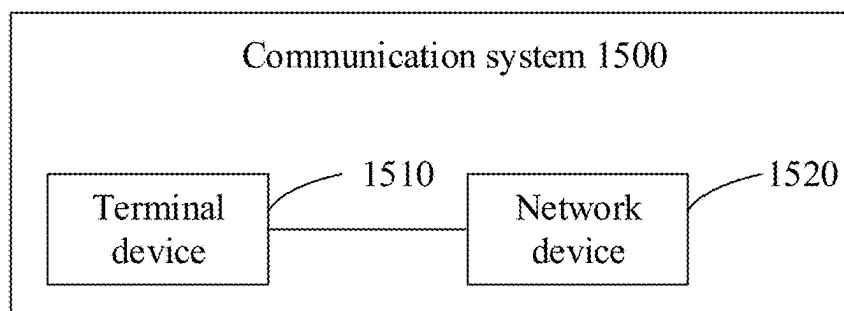 Communication system 1500
1510
1520
Terminal
device
Network
device